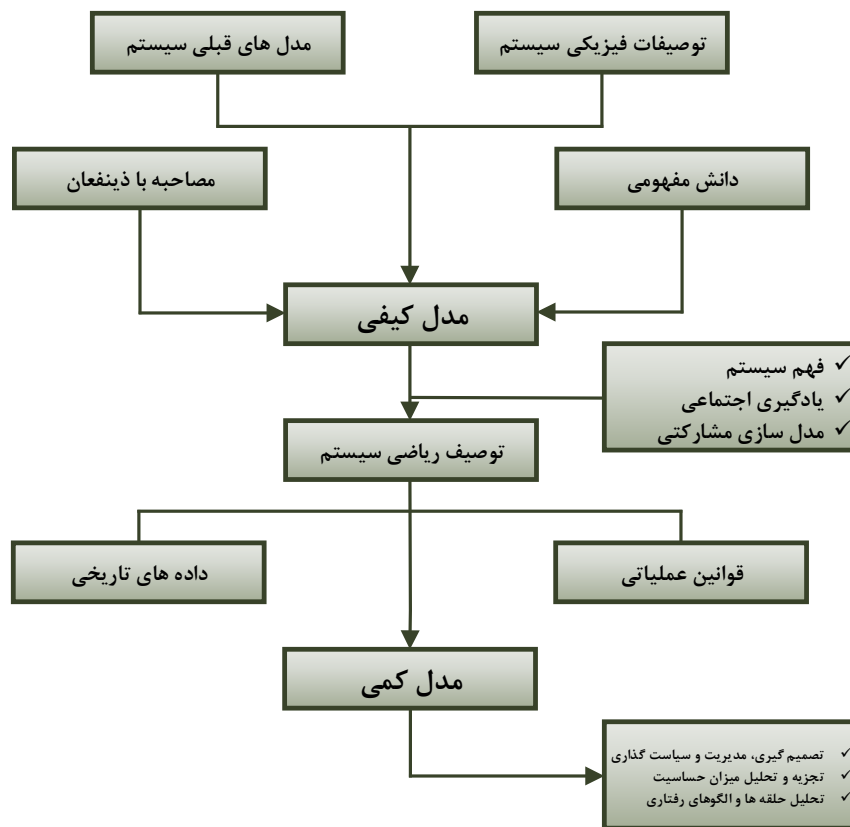 توصیفات فیزیکی سیستم
مدل های قبلی سیستم
دانش مفهومی
مصاحبه با ذینفعان
مدل کیفی
✓ فهم سیستم
✓ یادگیری اجتماعی
✓ مدل سازی مشارکتی
توصیف ریاضی سیستم
قوانین عملیاتی
داده های تاریخی
مدل کمی
✓ تصمیم گیری، مدیریت و سیاست گذاری
✓ تجزیه و تحلیل میزان حساسیت
✓ تحلیل حلقه ها و الگوهای رفتاری